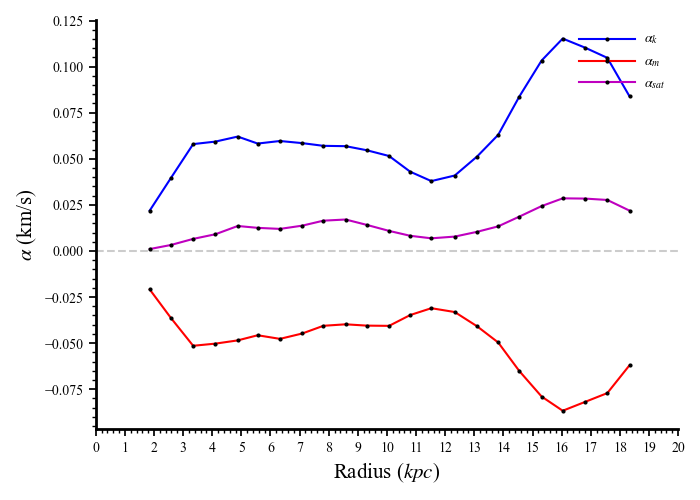 0.125
0.100
0.075
0.050
0.025
0.000
−0.025
−0.050
−0.075
α (km/s)
αk
αm
αsat
0 1 2 3 4 5 6 7 8 9 10 11 12 13 14 15 16 17 18 19 20
Radius (kpc)